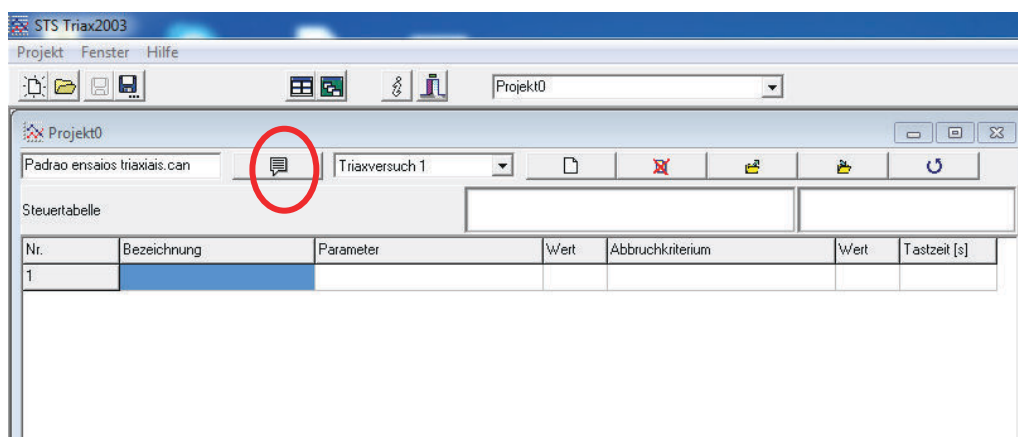 STS Triax2003
Projekt Fenster Hilfe
Projekt0
Projekt0
Padrao ensaios triaxiais.can Triaxversuch 1
Steuertabelle
Nr. Bezeichnung Parameter Wert Abbruchkriterium Wert Tastzeit [s]
1